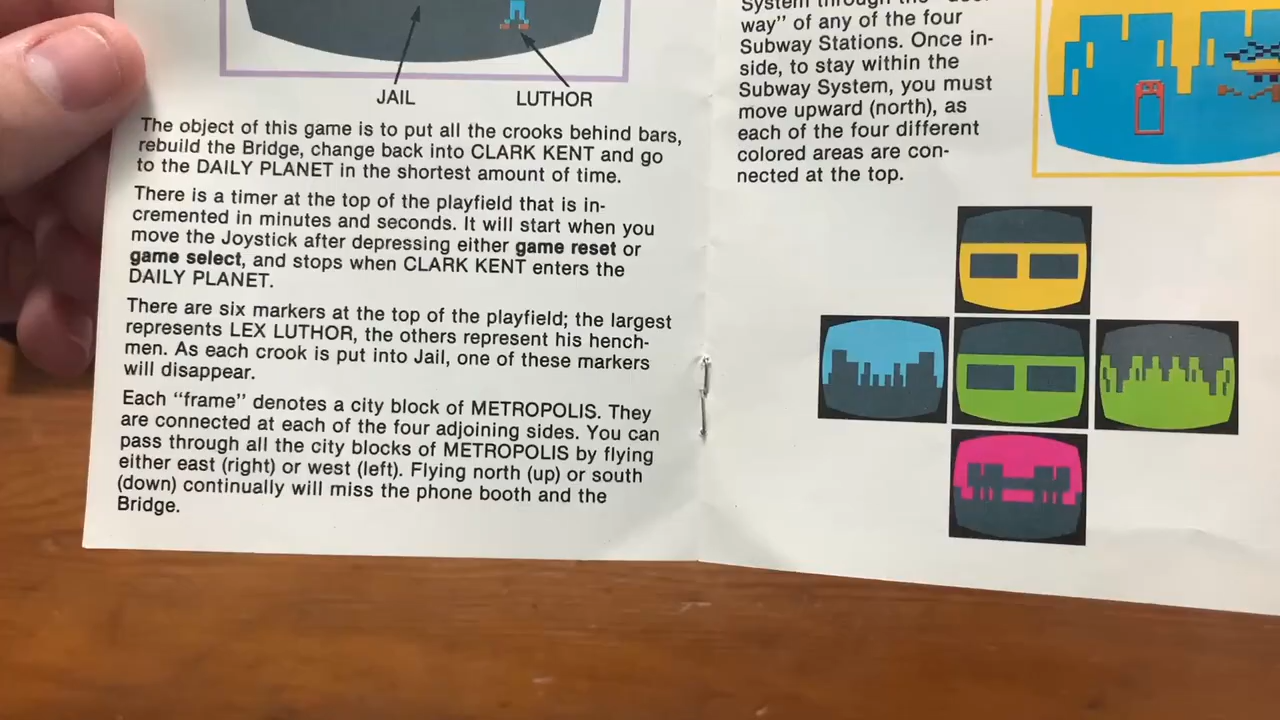 JAIL
LUTHOR
The object of this game is to put all the crooks behind bars,
rebuild the Bridge, change back into CLARK KENT and go
to the DAILY PLANET in the shortest amount of time.
There is a timer at the top of the playfield that is in-
cremented in minutes and seconds. It will start when you
move the Joystick after depressing either game reset or
game select, and stops when CLARK KENT enters the
DAILY PLANET.
There are six markers at the top of the playfield; the largest
represents LEX LUTHOR, the others represent his hench-
men. As each crook is put into Jail, one of these markers
will disappear.
Each “frame” denotes a city block of METROPOLIS. They
are connected at each of the four adjoining sides. You can
pass through all the city blocks of METROPOLIS by flying
either east (right) or west (left). Flying north (up) or south
(down) continually will miss the phone booth and the
Bridge.
System through the
way” of any of the four
Subway Stations. Once in-
side, to stay within the
Subway System, you must
move upward (north), as
each of the four different
colored areas are con-
nected at the top.